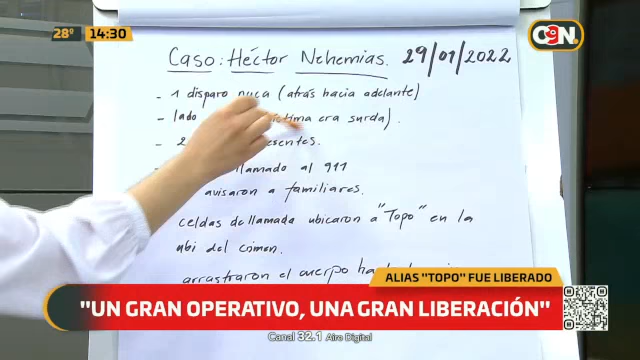 28° 14:30
C9N
Caso: Héctor Nehemias. 29/01/2022
- 1 disparo nuca (atrás hacia adelante)
- lado víctima era surda).
- 2
llamado al 911
avisaron a familiares.
celdas de llamada ubicaron a "Topo" en la
ubi del crimen.
arrastraron el cuerpo
ALIAS "TOPO" FUE LIBERADO
"UN GRAN OPERATIVO, UNA GRAN LIBERACIÓN"
Canal 32.1 Aire Digital